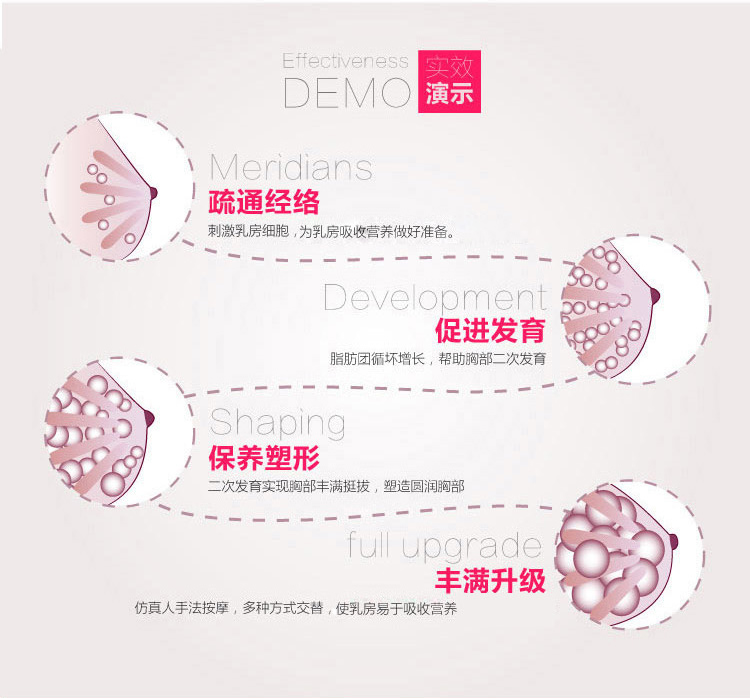 Effectiveness
DEMO
实效
演示
Meridians
疏通经络
刺激乳房细胞,为乳房吸收营养做好准备。
Development
促进发育
脂肪团循坏增长,帮助胸部二次发育
Shaping
保养塑形
二次发育实现胸部丰满挺拔,塑造圆润胸部
full upgrade
丰满升级
仿真人手法按摩,多种方式交替,使乳房易于吸收营养